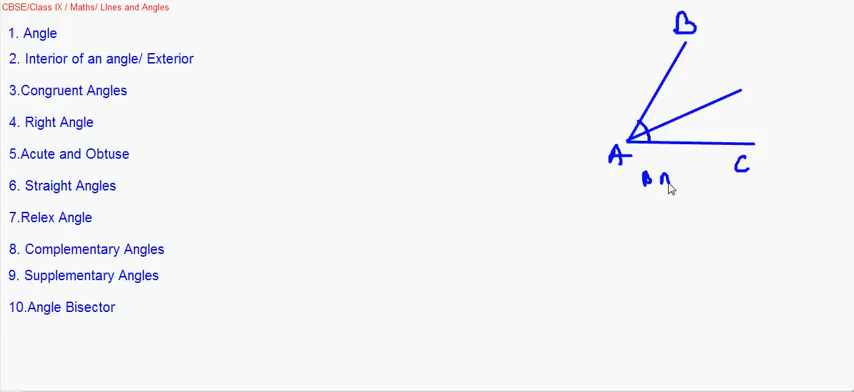 CBSE/Class IX / Maths/ LInes and Angles
1. Angle
2. Interior of an angle/ Exterior
3.Congruent Angles
4. Right Angle
5.Acute and Obtuse
6. Straight Angles
7.Relex Angle
8. Complementary Angles
9. Supplementary Angles
10.Angle Bisector
B
A
C